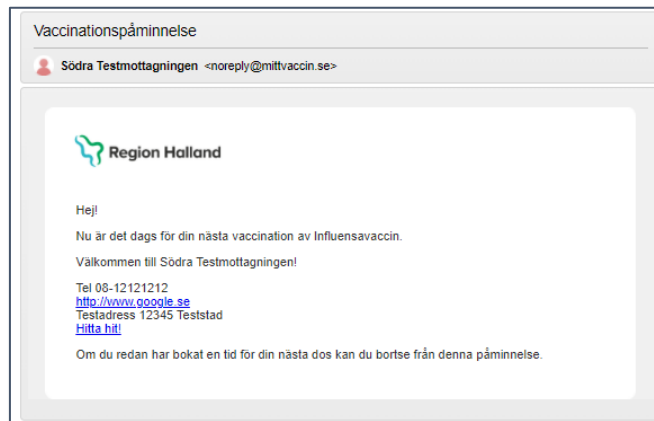 Vaccinationspåminnelse
Södra Testmottagningen <noreply@mittvaccin.se>
Region Halland
Hej!
Nu är det dags för din nästa vaccination av Influensavaccin.
Välkommen till Södra Testmottagningen!
Tel 08-12121212
http://www.google.se
Testadress 12345 Teststad
Hitta hit!
Om du redan har bokat en tid för din nästa dos kan du bortse från denna påminnelse.